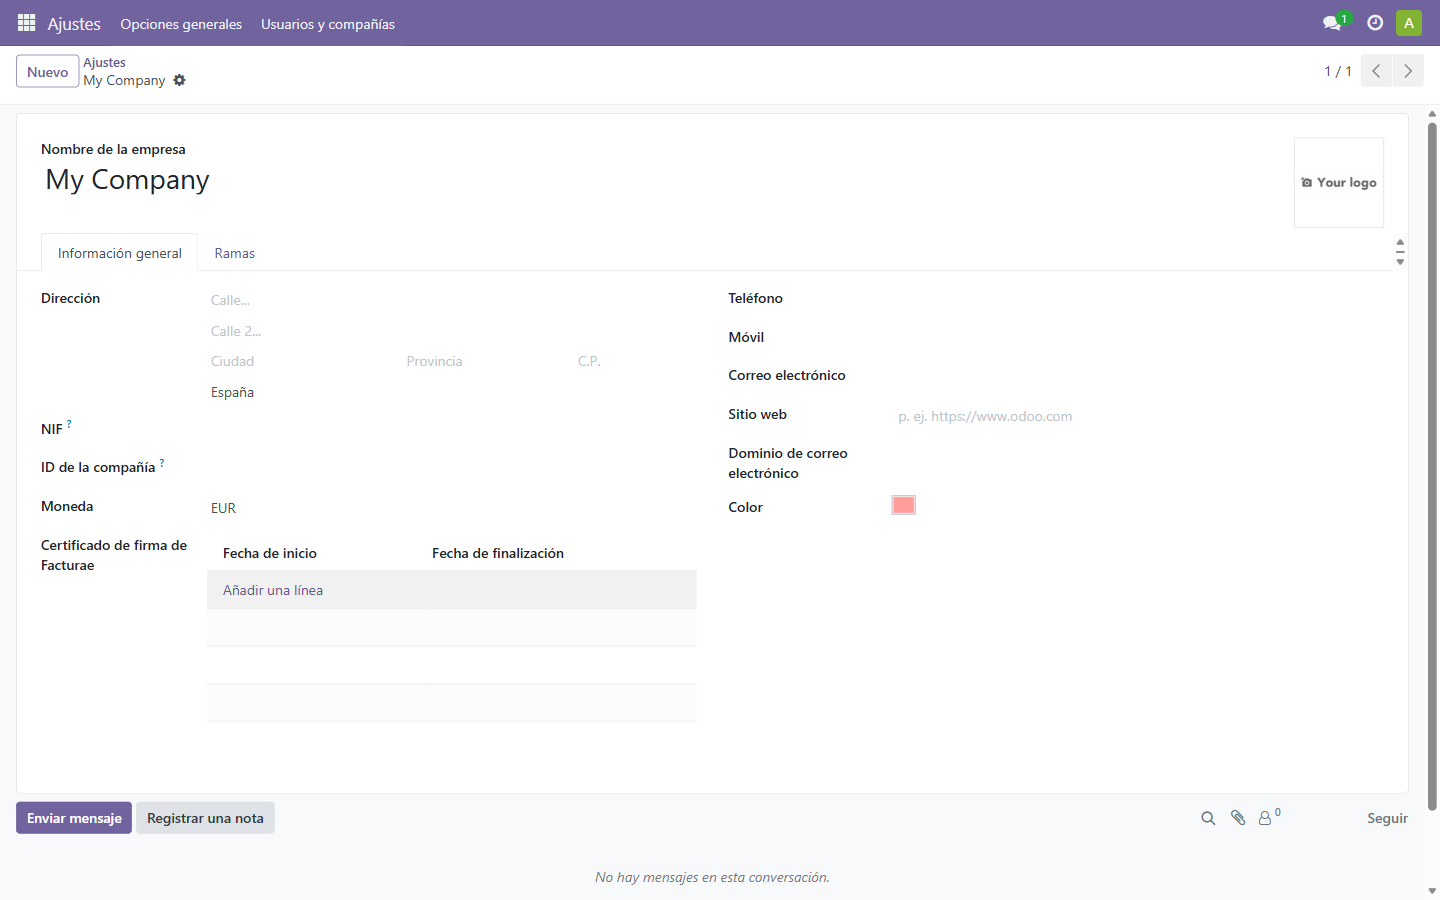 Ajustes Opciones generales Usuarios y compañías 1 A
Nuevo Ajustes
My Company 1 / 1
Nombre de la empresa
My Company
Your logo
Información general Ramas
Dirección Calle...
Calle 2...
Ciudad Provincia C.P.
España
NIF ?
ID de la compañía ?
Moneda EUR
Certificado de firma de Facturae
Fecha de inicio Fecha de finalización
Añadir una línea
Teléfono
Móvil
Correo electrónico
Sitio web p. ej. https://www.odoo.com
Dominio de correo electrónico
Color
Enviar mensaje Registrar una nota 0 Seguir
No hay mensajes en esta conversación.